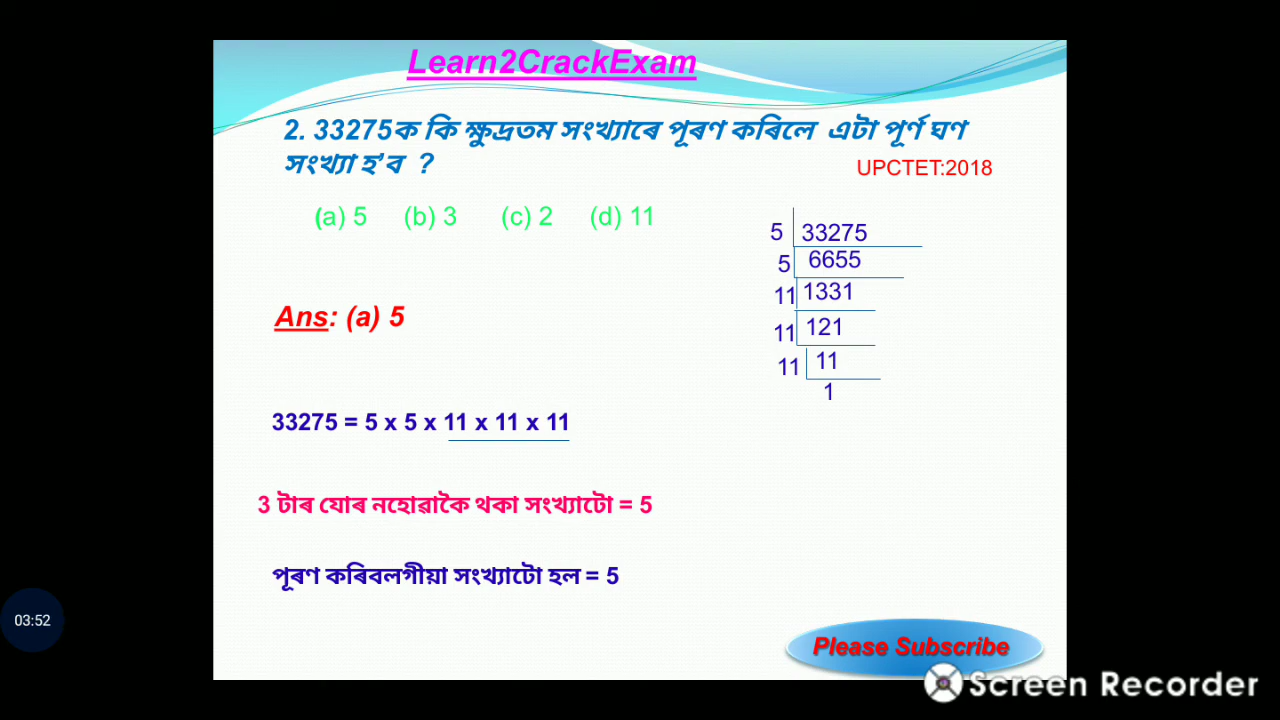 Learn2CrackExam
2. 33275ক কি ক্ষুদ্ৰতম সংখ্যাৰে পূৰণ কৰিলে এটা পূৰ্ণ ঘণ
সংখ্যা হ'ব ?
UPCTET:2018
(a) 5 (b) 3 (c) 2 (d) 11
5 33275
5 6655
11 1331
11 121
11 11
1
Ans: (a) 5
33275 = 5 x 5 x 11 x 11 x 11
3 টাৰ যোৰ নহোৱাকৈ থকা সংখ্যাটো = 5
পূৰণ কৰিবলগীয়া সংখ্যাটো হল = 5
03:52
Please Subscribe
Screen Recorder